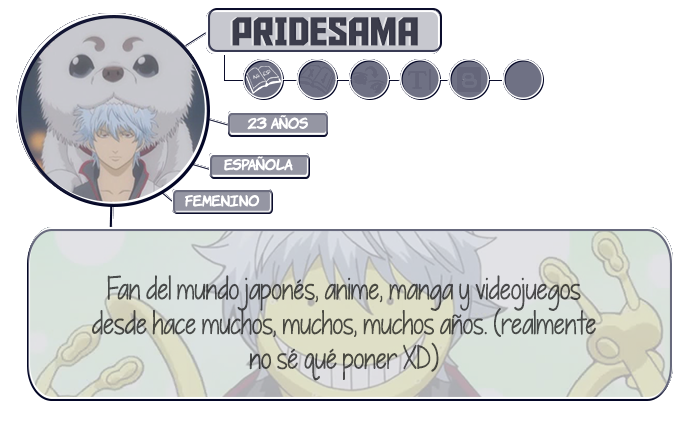 PRIDESAMA
23 AÑOS
ESPAÑOLA
FEMENINO
Fan del mundo japonés, anime, manga y videojuegos
desde hace muchos, muchos, muchos años. (realmente
no sé qué poner XD)